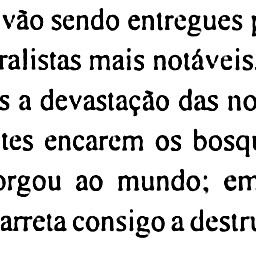 vão sendo entregues p
ralistas mais notáveis.
s a devastação das no
tes encarem os bosqu
orgou ao mundo; em
arreta consigo a destru